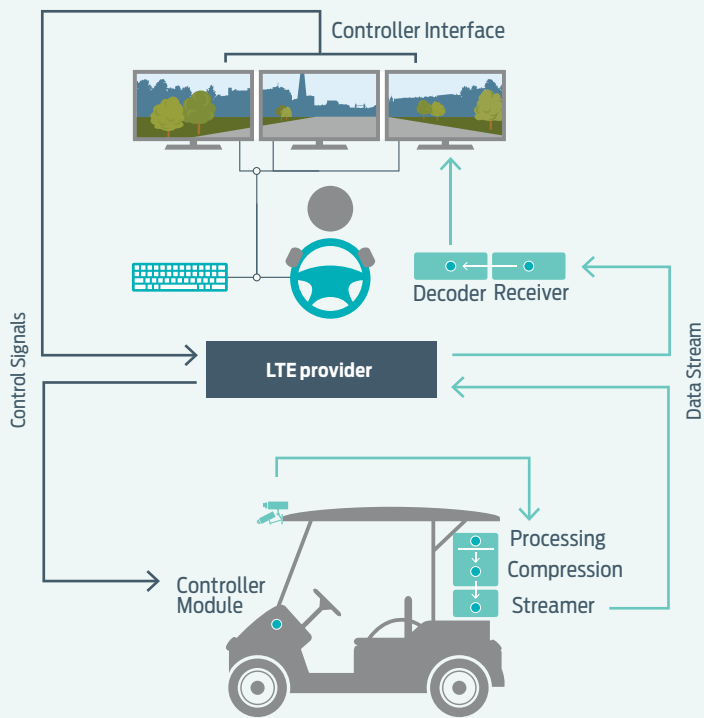 Controller Interface
Decoder
Receiver
Control Signals
LTE provider
Data Stream
Processing
Compression
Streamer
Controller
Module